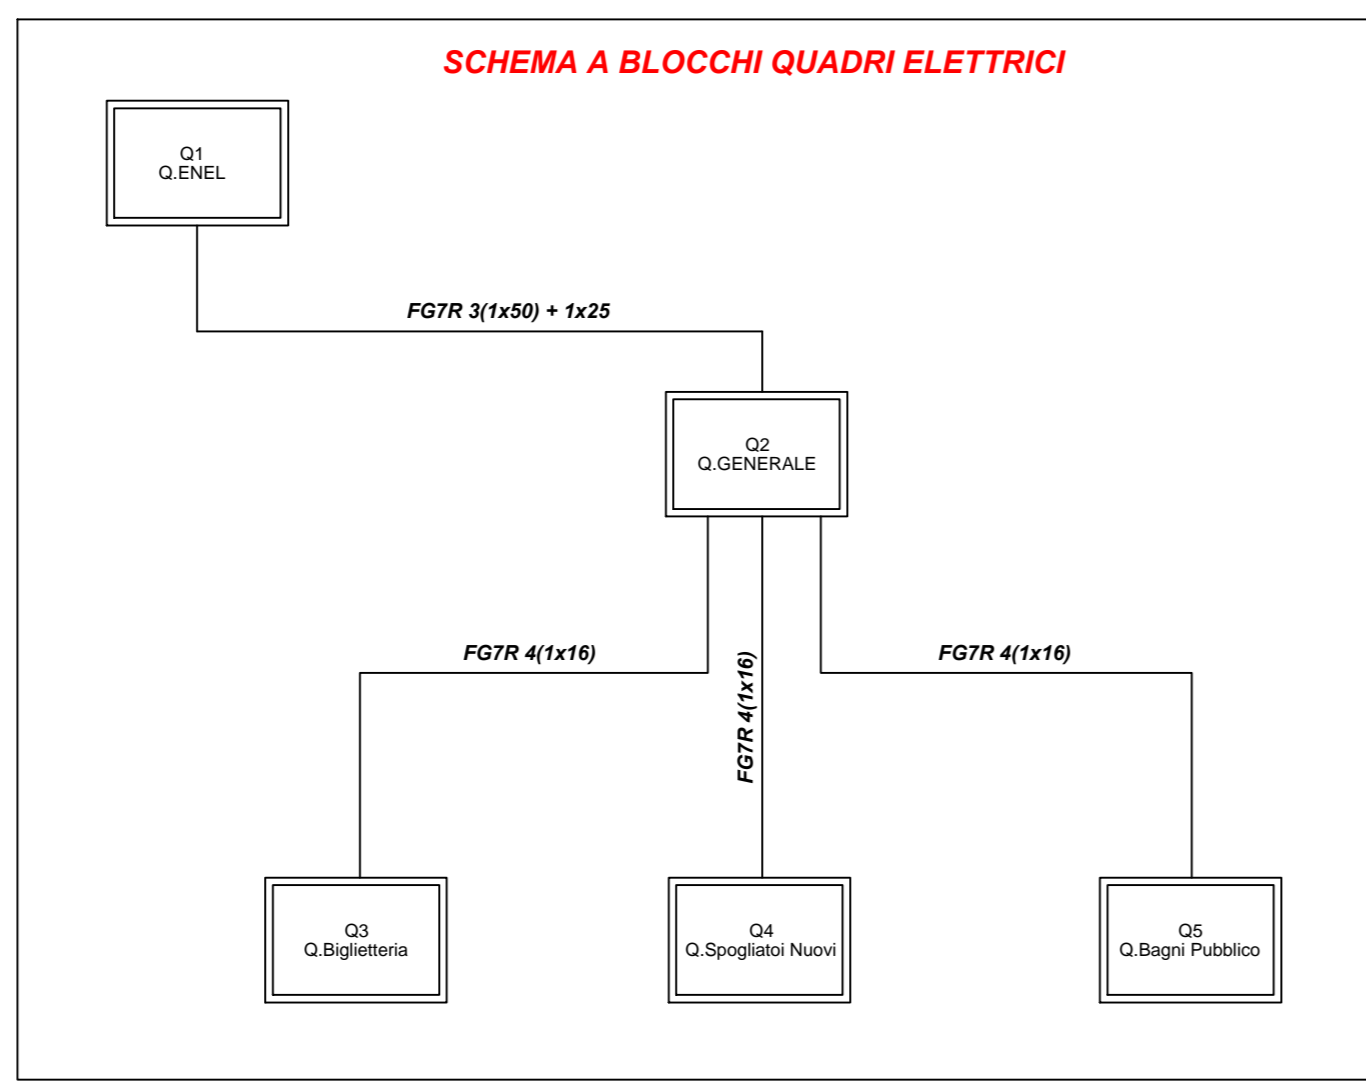 SCHEMA A BLOCCHI QUADRI ELETTRICI
Q1
Q.ENEL
FG7R 3(1x50) + 1x25
Q2
Q.GENERALE
FG7R 4(1x16)
FG7R 4(1x16)
FG7R 4(1x16)
Q3
Q.Biglietteria
Q4
Q.Spogliatoi Nuovi
Q5
Q.Bagni Pubblico